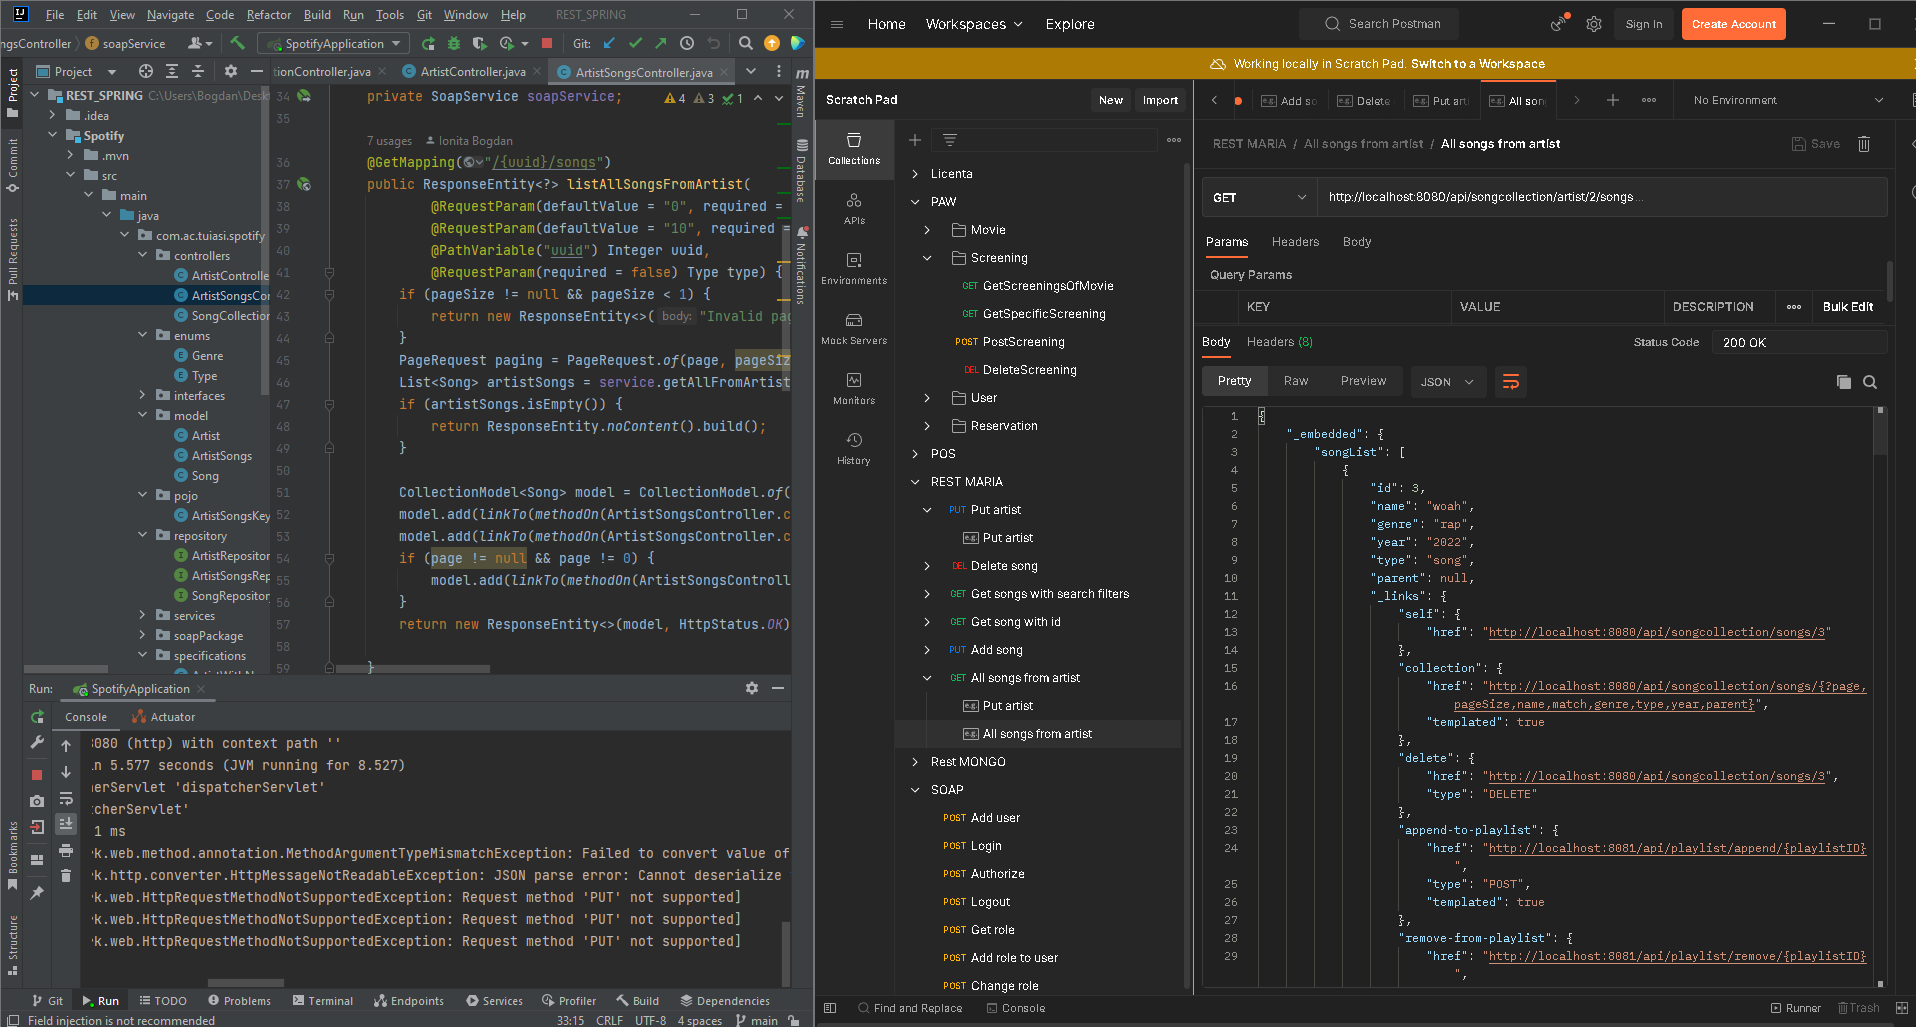 File Edit View Navigate Code Refactor Build Run Tools Git Window Help REST_SPRING
ngsController soapService SpotifyApplication Git:
Project
tionController.java ArtistController.java ArtistSongsController.java
REST_SPRING C:\Users\Bogdan\Desk
.idea
Spotify
.mvn
src
main
java
com.ac.tuiasi.spotify
controllers
ArtistControlle
ArtistSongsCor
SongCollection
enums
Genre
Type
interfaces
model
Artist
ArtistSongs
Song
pojo
ArtistSongsKey
repository
ArtistRepositor
ArtistSongsRep
SongRepository
services
soapPackage
specifications
Project
Commit
Pull Requests
Bookmarks
Structure
Maven
Database
Notifications
4 3 1
34 private SoapService soapService;
35
7 usages Ionita Bogdan
36 @GetMapping("/{uuid}/songs")
37 public ResponseEntity<?> listAllSongsFromArtist(
38 @RequestParam(defaultValue = "0", required =
39 @RequestParam(defaultValue = "10", required =
40 @PathVariable("uuid") Integer uuid,
41 @RequestParam(required = false) Type type) {
42 if (pageSize != null && pageSize < 1) {
43 return new ResponseEntity<>( body: "Invalid pag
44 }
45 PageRequest paging = PageRequest.of(page, pageSiz
46 List<Song> artistSongs = service.getAllFromArtist
47 if (artistSongs.isEmpty()) {
48 return ResponseEntity.noContent().build();
49 }
50
51 CollectionModel<Song> model = CollectionModel.of(
52 model.add(linkTo(methodOn(ArtistSongsController.c
53 model.add(linkTo(methodOn(ArtistSongsController.c
54 if (page != null && page != 0) {
55 model.add(linkTo(methodOn(ArtistSongsControll
56 }
57 return new ResponseEntity<>(model, HttpStatus.OK)
58
59 }
Run: SpotifyApplication
Console Actuator
8080 (http) with context path ''
in 5.577 seconds (JVM running for 8.527)
herServlet 'dispatcherServlet'
tcherServlet'
1 ms
rk.web.method.annotation.MethodArgumentTypeMismatchException: Failed to convert value of
rk.http.converter.HttpMessageNotReadableException: JSON parse error: Cannot deserialize
rk.web.HttpRequestMethodNotSupportedException: Request method 'PUT' not supported]
rk.web.HttpRequestMethodNotSupportedException: Request method 'PUT' not supported]
rk.web.HttpRequestMethodNotSupportedException: Request method 'PUT' not supported]
Git Run TODO Problems Terminal Endpoints Services Profiler Build Dependencies
Field injection is not recommended 33:15 CRLF UTF-8 4 spaces main
Home Workspaces Explore Search Postman Sign In Create Account
Working locally in Scratch Pad. Switch to a Workspace
Scratch Pad New Import
Collections
APIs
Environments
Mock Servers
Monitors
History
Licenta
PAW
Movie
Screening
GET GetScreeningsOfMovie
GET GetSpecificScreening
POST PostScreening
DEL DeleteScreening
User
Reservation
POS
REST MARIA
PUT Put artist
e.g. Put artist
DEL Delete song
GET Get songs with search filters
GET Get song with id
PUT Add song
GET All songs from artist
e.g. Put artist
e.g. All songs from artist
Rest MONGO
SOAP
POST Add user
POST Login
POST Authorize
POST Logout
POST Get role
POST Add role to user
POST Change role
e.g. Add so e.g. Delete e.g. Put arti e.g. All son No Environment
REST MARIA / All songs from artist / All songs from artist Save
GET http://localhost:8080/api/songcollection/artist/2/songs ...
Params Headers Body
Query Params
KEY VALUE DESCRIPTION Bulk Edit
Body Headers (8) Status Code 200 OK
Pretty Raw Preview JSON
1 {
2 "_embedded": {
3 "songList": [
4 {
5 "id": 3,
6 "name": "woah",
7 "genre": "rap",
8 "year": "2022",
9 "type": "song",
10 "parent": null,
11 "_links": {
12 "self": {
13 "href": "http://localhost:8080/api/songcollection/songs/3"
14 },
15 "collection": {
16 "href": "http://localhost:8080/api/songcollection/songs/{?page,
pageSize,name,match,genre,type,year,parent}",
17 "templated": true
18 },
19 "delete": {
20 "href": "http://localhost:8080/api/songcollection/songs/3",
21 "type": "DELETE"
22 },
23 "append-to-playlist": {
24 "href": "http://localhost:8081/api/playlist/append/{playlistID}
",
25 "type": "POST",
26 "templated": true
27 },
28 "remove-from-playlist": {
29 "href": "http://localhost:8081/api/playlist/remove/{playlistID}
",
Find and Replace Console Runner Trash